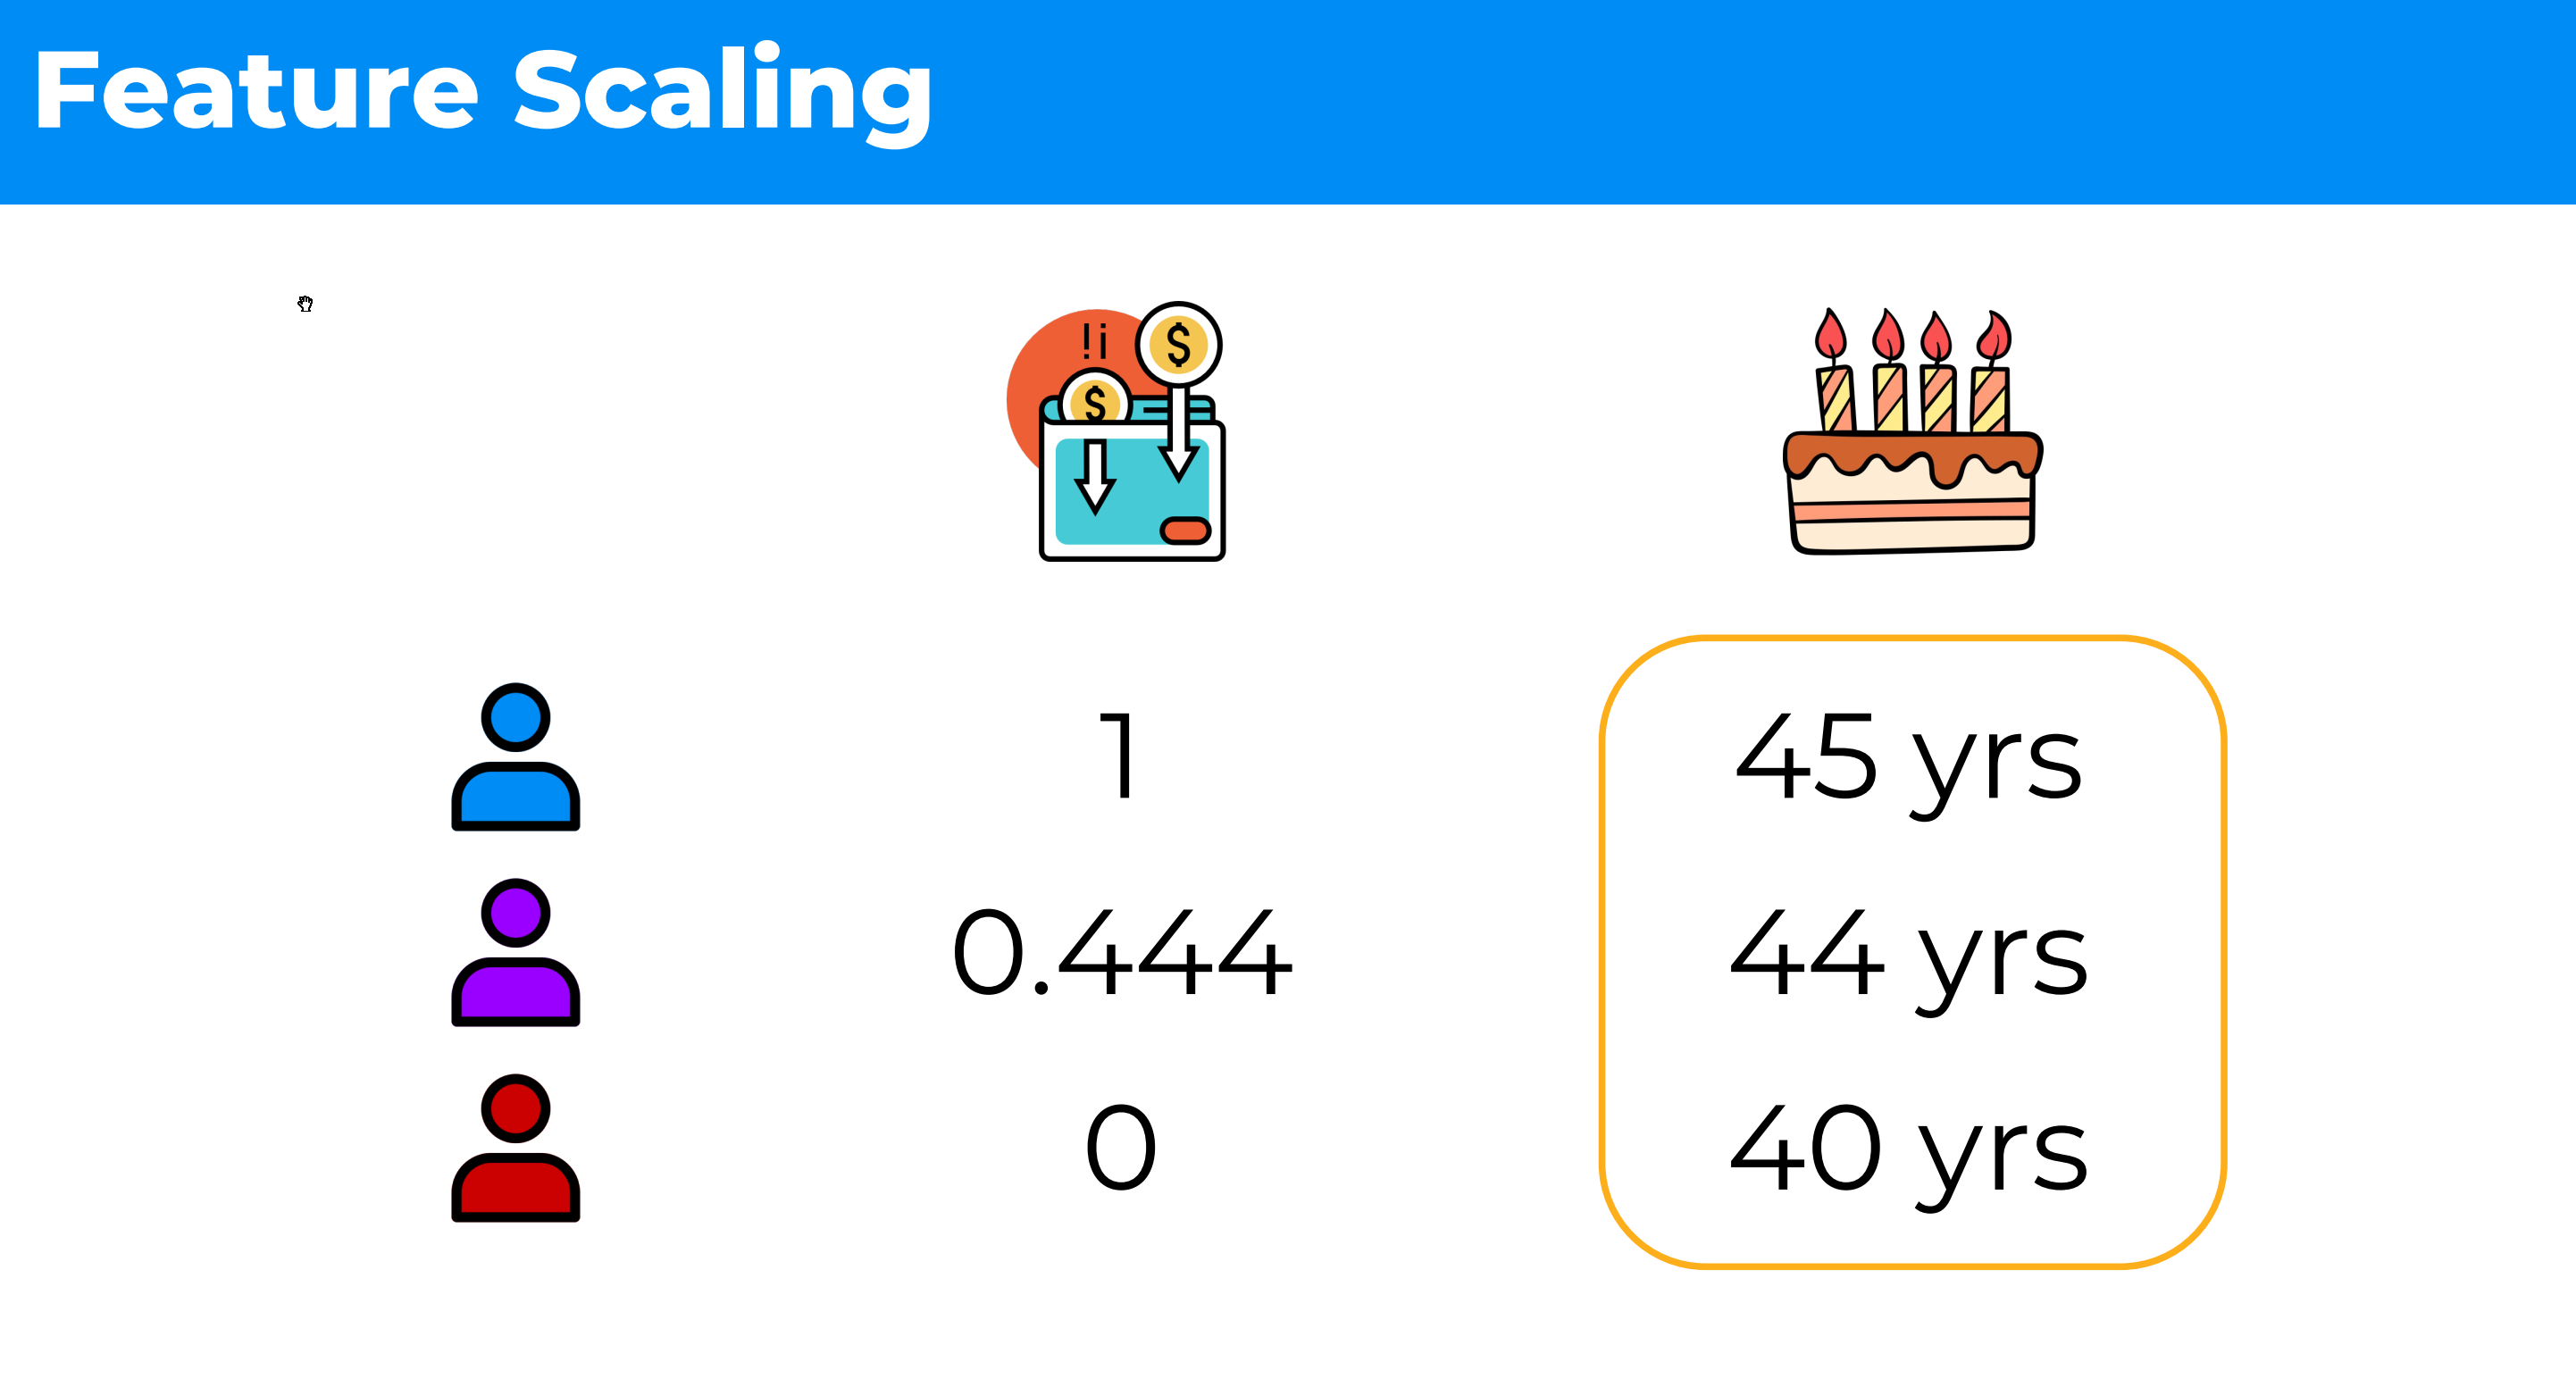 Feature Scaling
!i
$
$
1 45 yrs
0.444 44 yrs
0 40 yrs